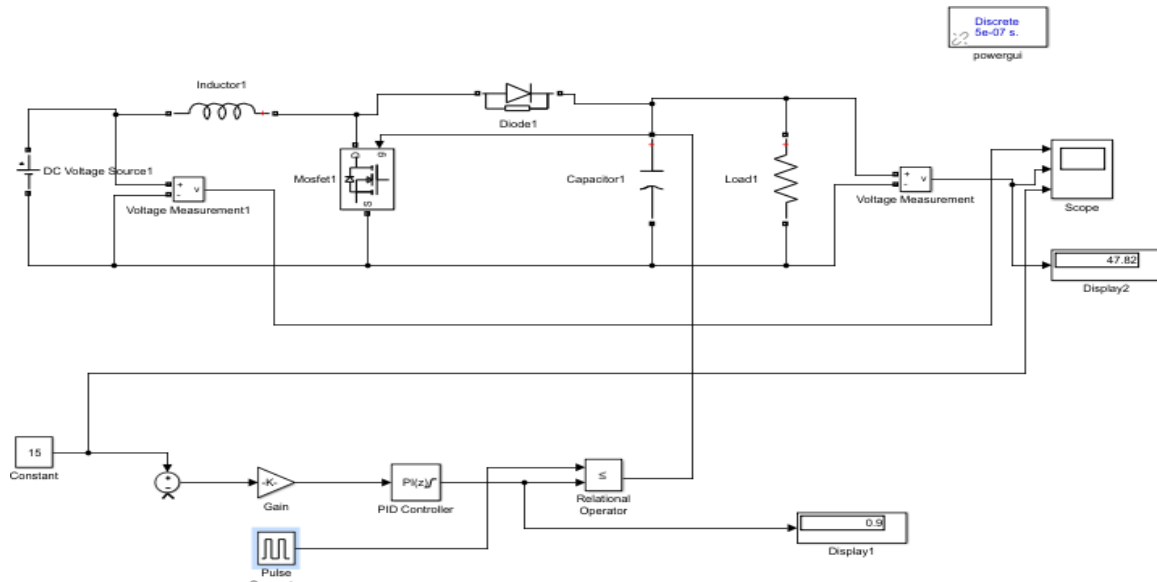 Discrete
5e-07 s.
powergui
Inductor1
Diode1
DC Voltage Source1
Mosfet1
g
D
S
Capacitor1
Load1
+
-
v
Voltage Measurement1
+
-
v
Voltage Measurement
Scope
47.82
Display2
15
Constant
+
-
-K-
Gain
PI(z)
PID Controller
≤
Relational
Operator
0.9
Display1
Pulse